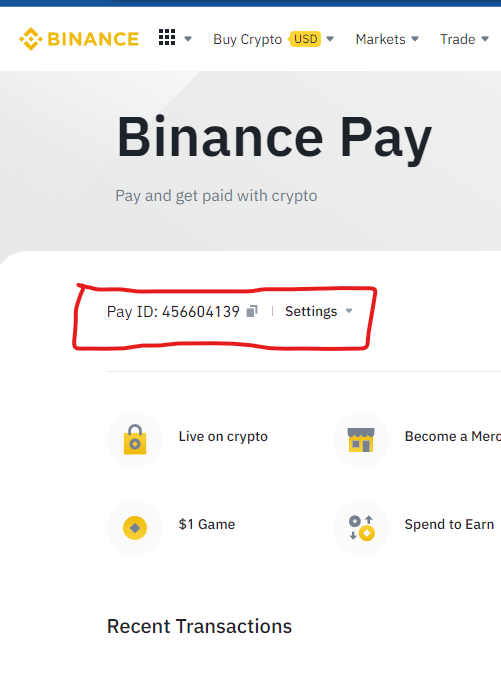 BINANCE Buy Crypto USD Markets Trade
Binance Pay
Pay and get paid with crypto
Pay ID: 456604139 Settings
Live on crypto Become a Merc
$1 Game Spend to Earn
Recent Transactions